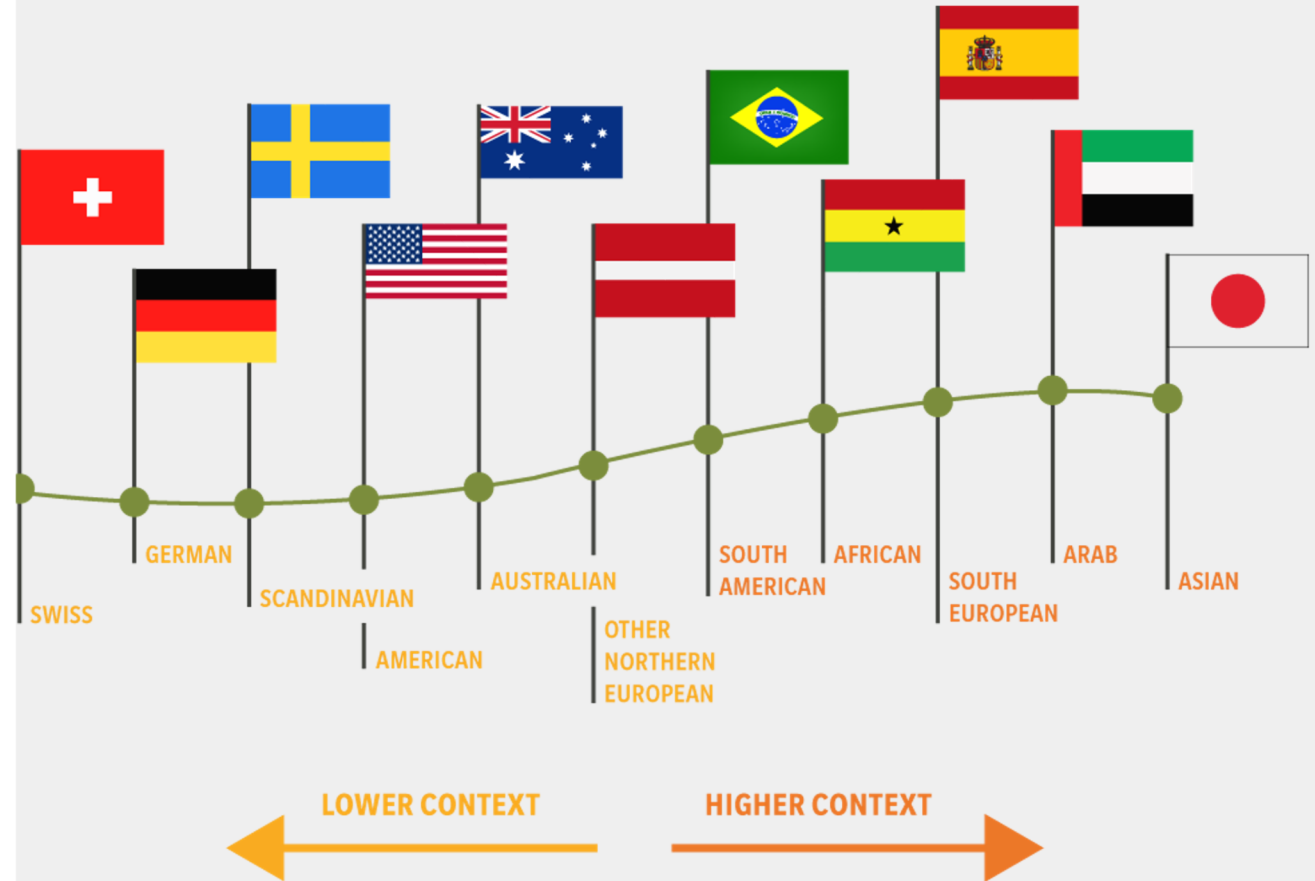 SWISS
GERMAN
SCANDINAVIAN
AMERICAN
AUSTRALIAN
OTHER
NORTHERN
EUROPEAN
SOUTH
AMERICAN
AFRICAN
SOUTH
EUROPEAN
ARAB
ASIAN
LOWER CONTEXT
HIGHER CONTEXT